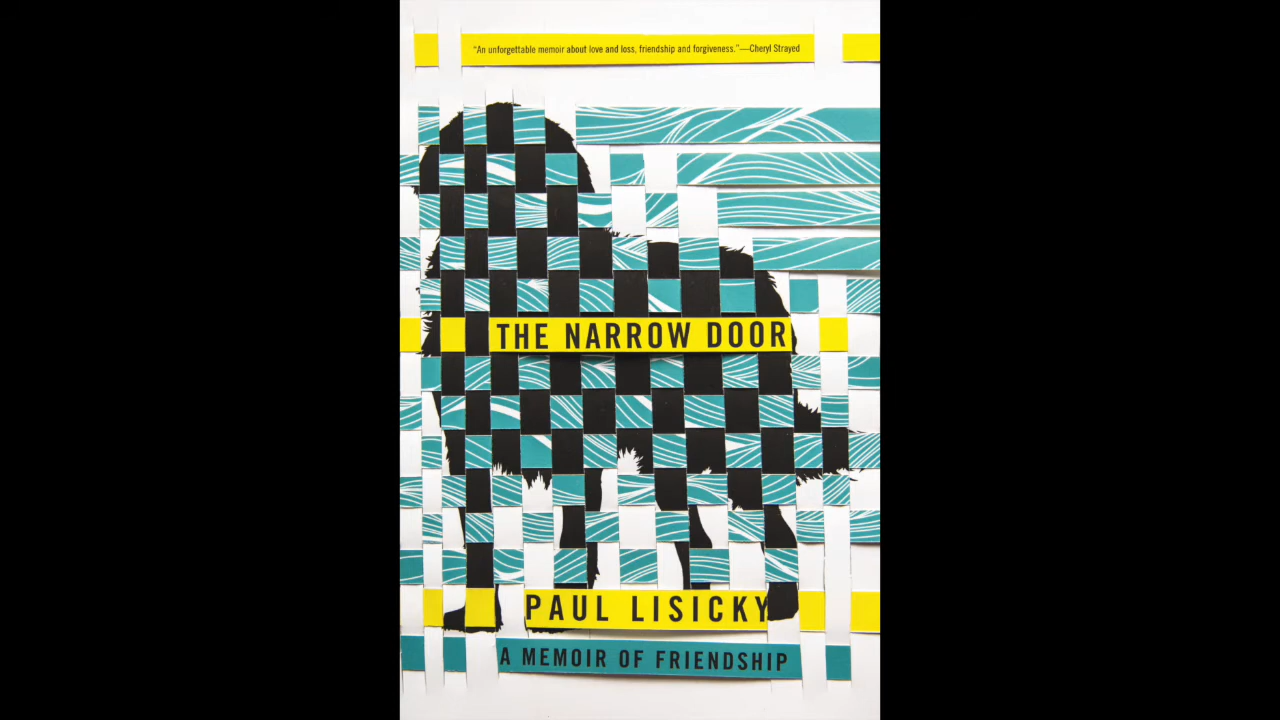 “An unforgettable memoir about love and loss, friendship and forgiveness.”—Cheryl Strayed
THE NARROW DOOR
PAUL LISICKY
A MEMOIR OF FRIENDSHIP